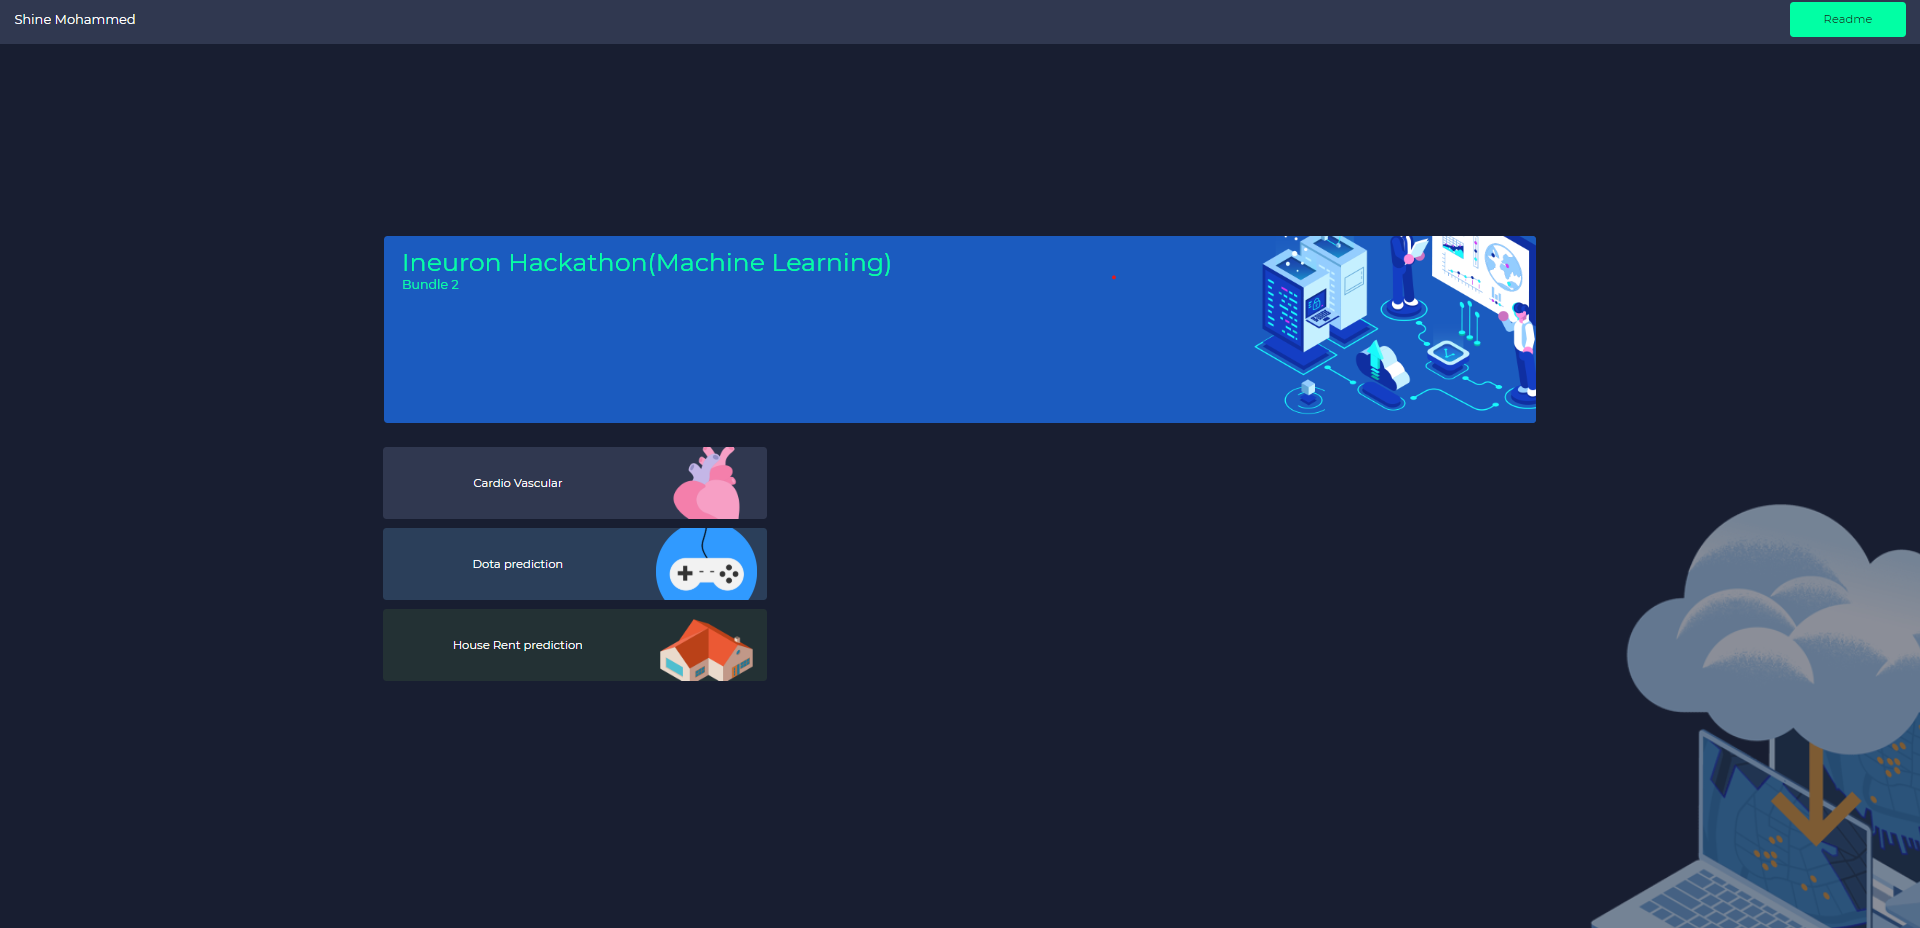 Shine Mohammed
Readme
Ineuron Hackathon(Machine Learning)
Bundle 2
Cardio Vascular
Dota prediction
House Rent prediction